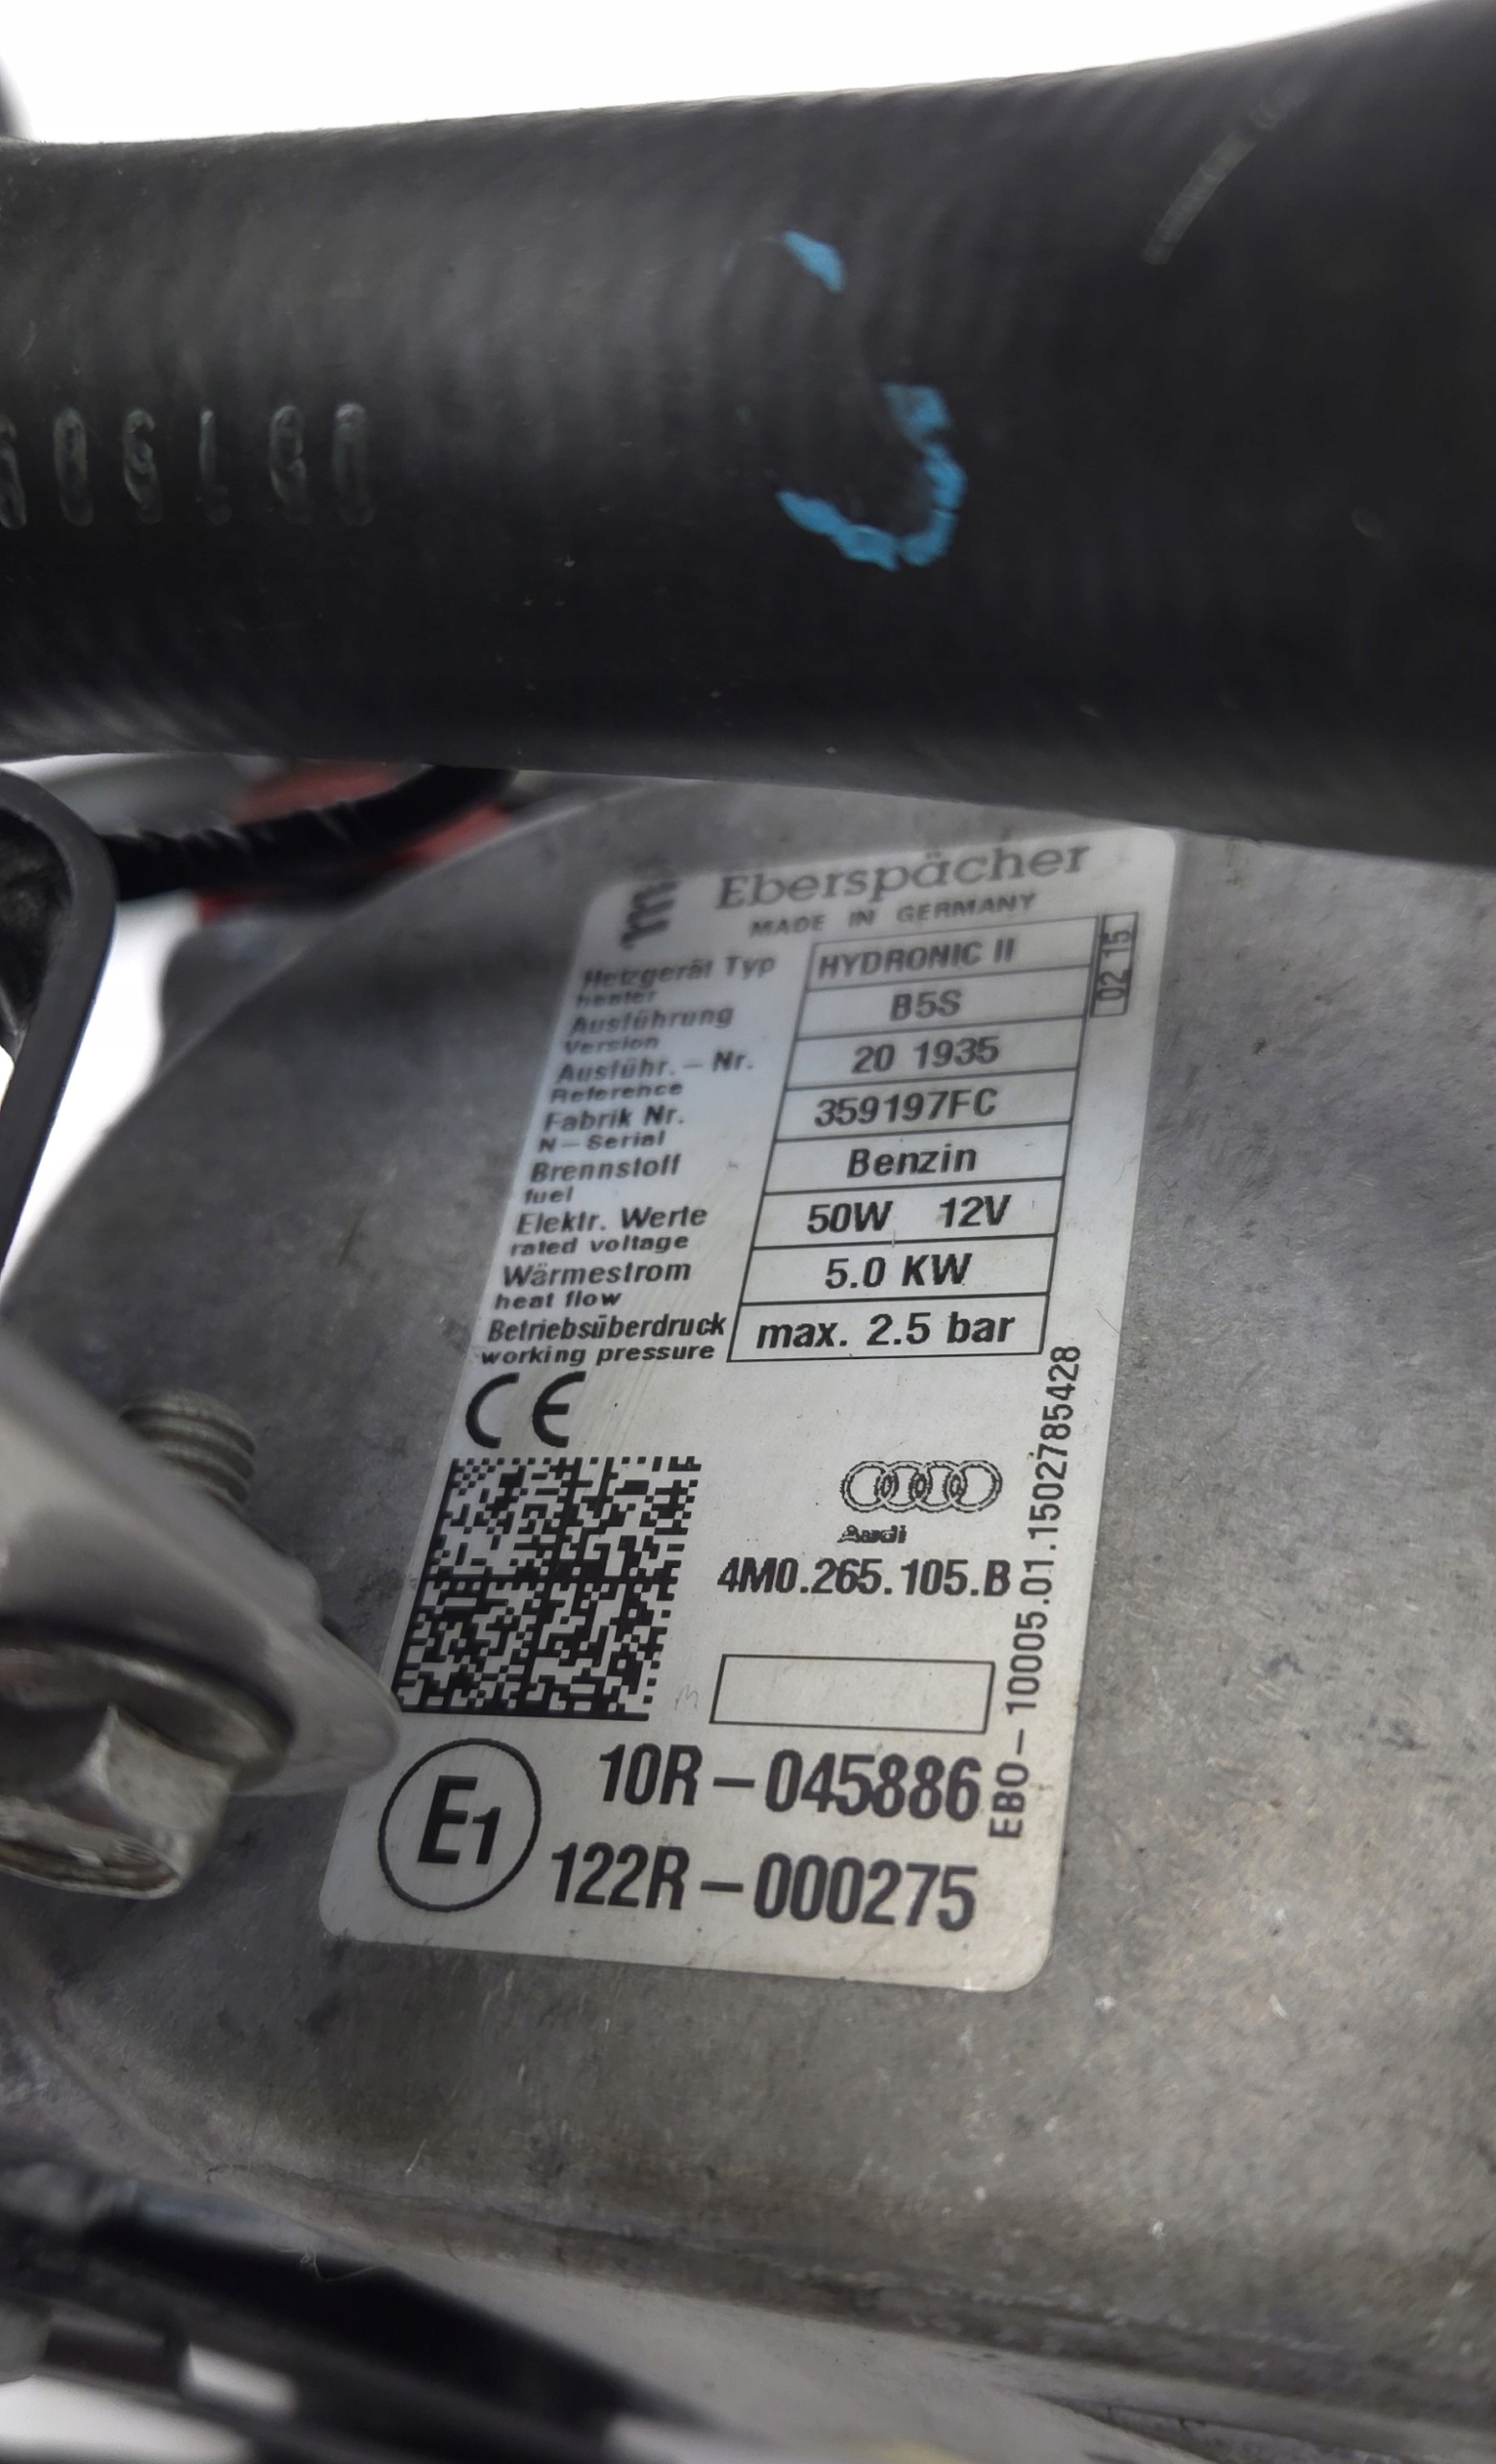 Eberspächer
MADE IN GERMANY
Heizgerät Typ HYDRONIC II
heater
02 15
Ausführung B5S
Version
Ausführ.-Nr. 20 1935
Reference
Fabrik Nr. 359197FC
N-Serial
Brennstoff Benzin
fuel
Elektr. Werte 50W 12V
rated voltage
Wärmestrom 5.0 KW
heat flow
Betriebsüberdruck max. 2.5 bar
working pressure
CE
Audi
4M0.265.105.B
EBO-10005.01.1502785428
E1
10R-045886
122R-000275